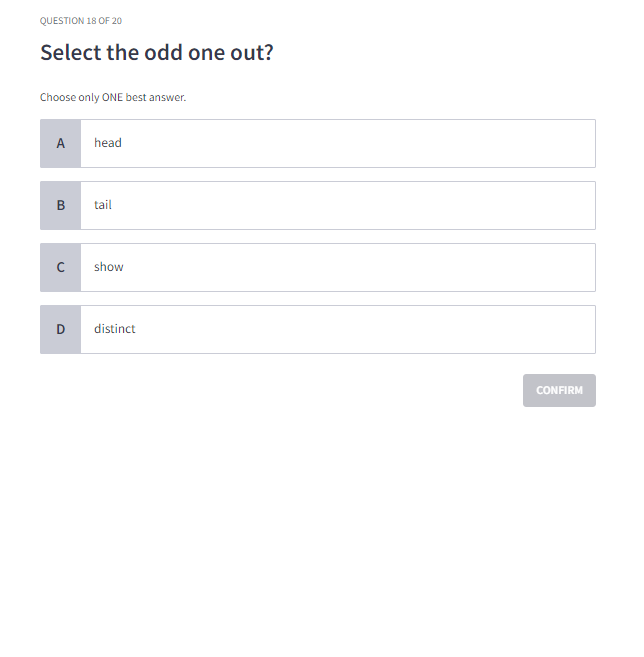 QUESTION 18 OF 20
Select the odd one out?
Choose only ONE best answer.
A head
B tail
C show
D distinct
CONFIRM